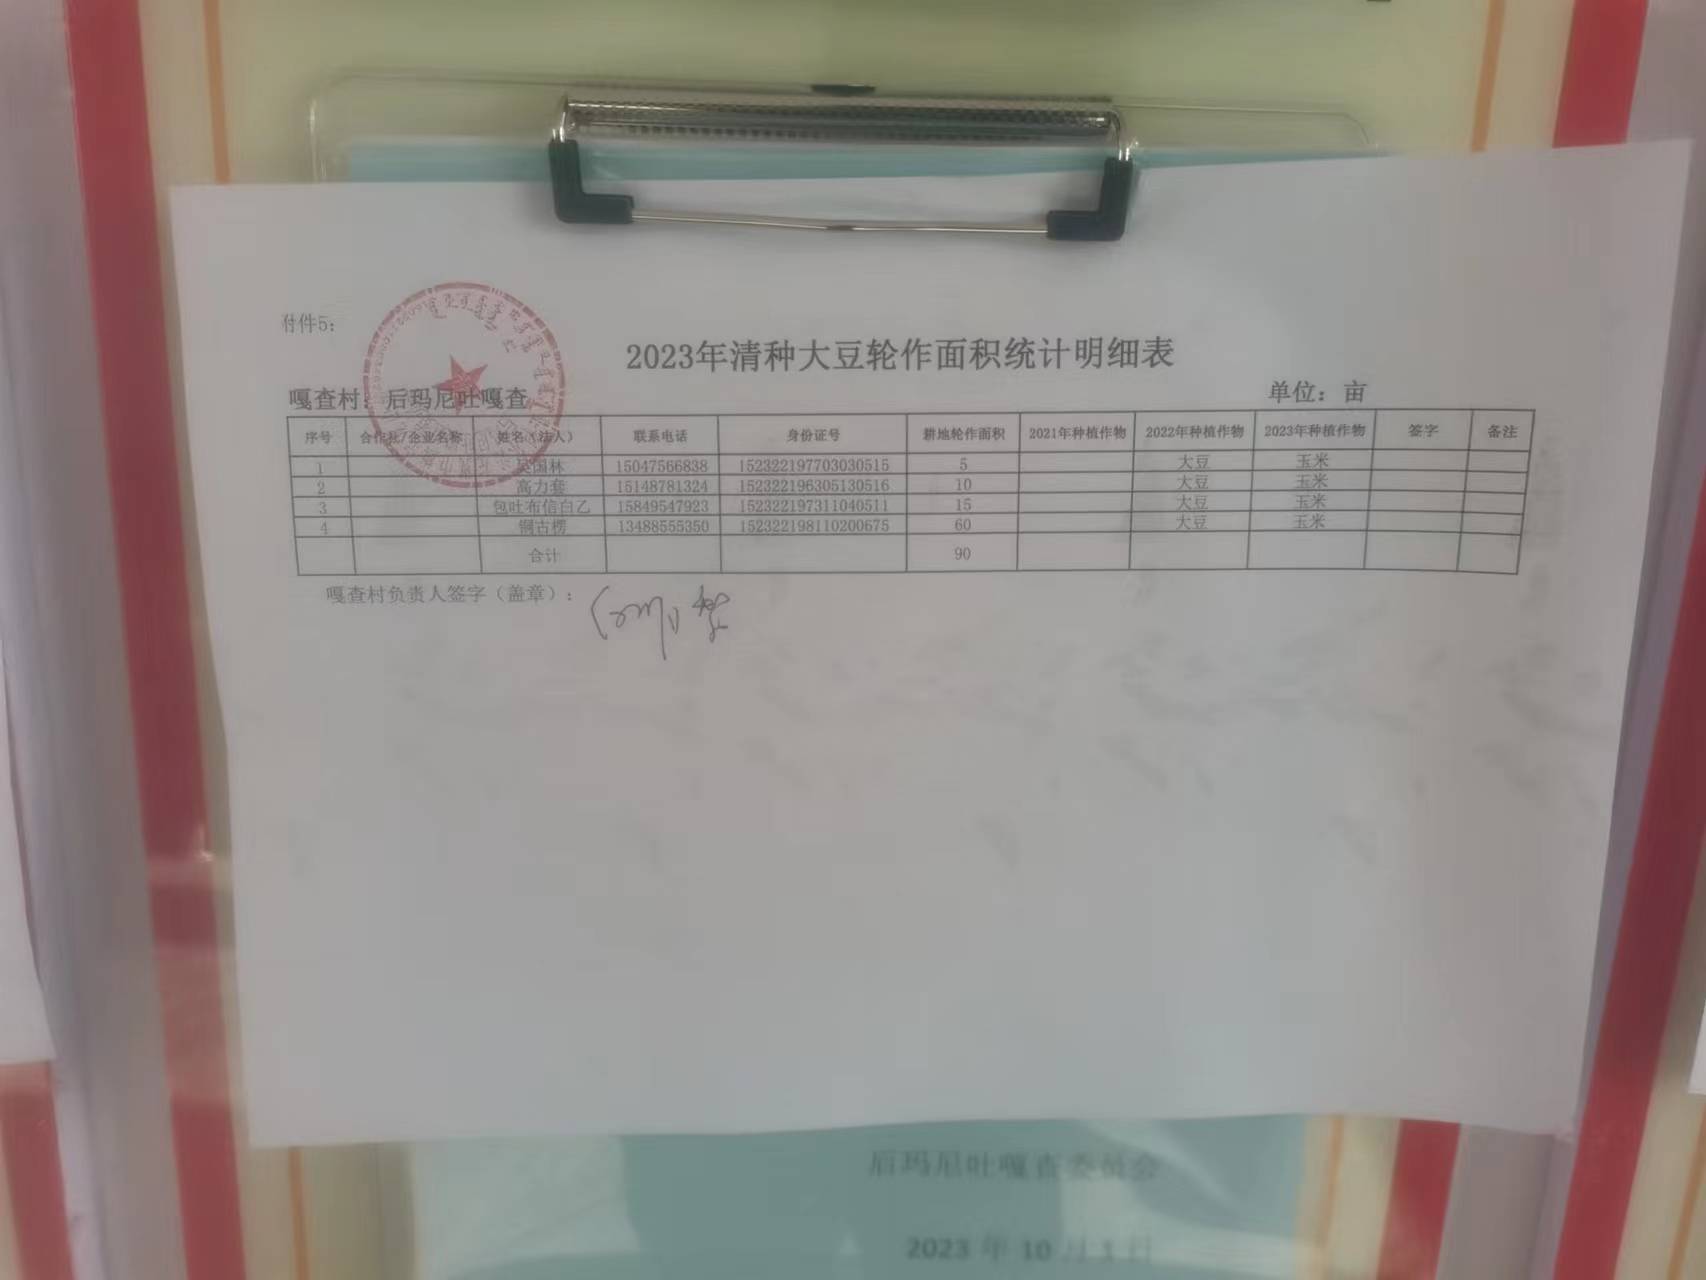 附件5:
2023年清种大豆轮作面积统计明细表
嘎查村: 后玛尼吐嘎查 单位: 亩
序号 合作社/企业名称 姓名(法人) 联系电话 身份证号 耕地轮作面积 2021年种植作物 2022年种植作物 2023年种植作物 签字 备注
1 吴国林 15047566838 152322197703030515 5 大豆 玉米
2 高力套 15148781324 152322196305130516 10 大豆 玉米
3 包吐布信白乙 15849547923 152322197311040511 15 大豆 玉米
4 铜古楞 13488555350 152322198110200675 60 大豆 玉米
合计 90
嘎查村负责人签字(盖章):
后玛尼吐嘎查委员会
2023 年 10 月 1 日